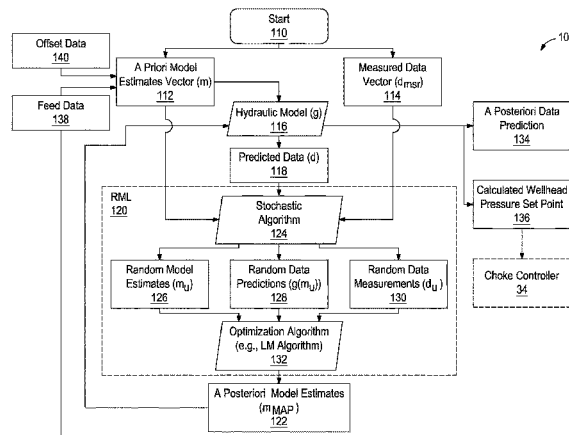 Start
110
Offset Data
140
A Priori Model
Estimates Vector (m)
112
Measured Data
Vector (dmsr)
114
10
Feed Data
138
Hydraulic Model (g)
116
A Posteriori Data
Prediction
134
Predicted Data (d)
118
RML
120
Stochastic
Algorithm
124
Calculated Wellhead
Pressure Set Point
136
Random Model
Estimates (mu)
126
Random Data
Predictions (g(mu))
128
Random Data
Measurements (du)
130
Choke Controller
34
Optimization Algorithm
(e.g., LM Algorithm)
132
A Posteriori Model Estimates
(mMAP)
122